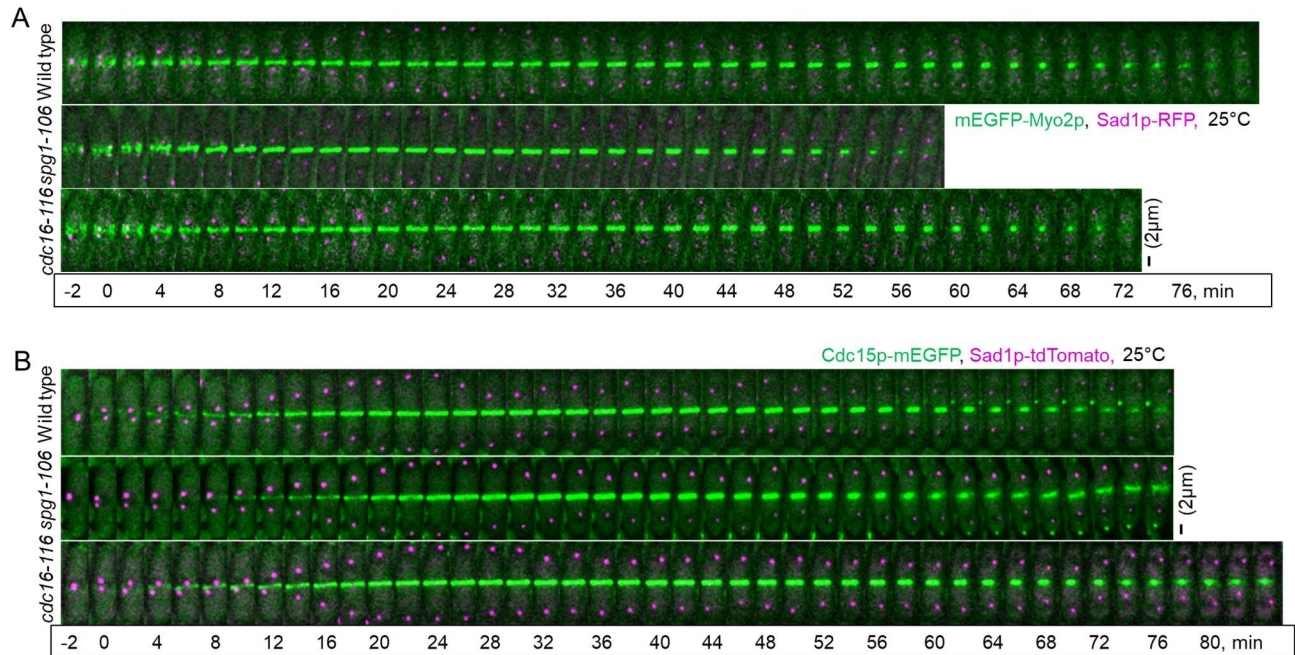 A
Wild type
spg1-106
cdc16-116
mEGFP-Myo2p, Sad1p-RFP, 25°C
(2µm)
-2 0 4 8 12 16 20 24 28 32 36 40 44 48 52 56 60 64 68 72 76, min
B
Cdc15p-mEGFP, Sad1p-tdTomato, 25°C
Wild type
spg1-106
cdc16-116
(2µm)
-2 0 4 8 12 16 20 24 28 32 36 40 44 48 52 56 60 64 68 72 76 80, min